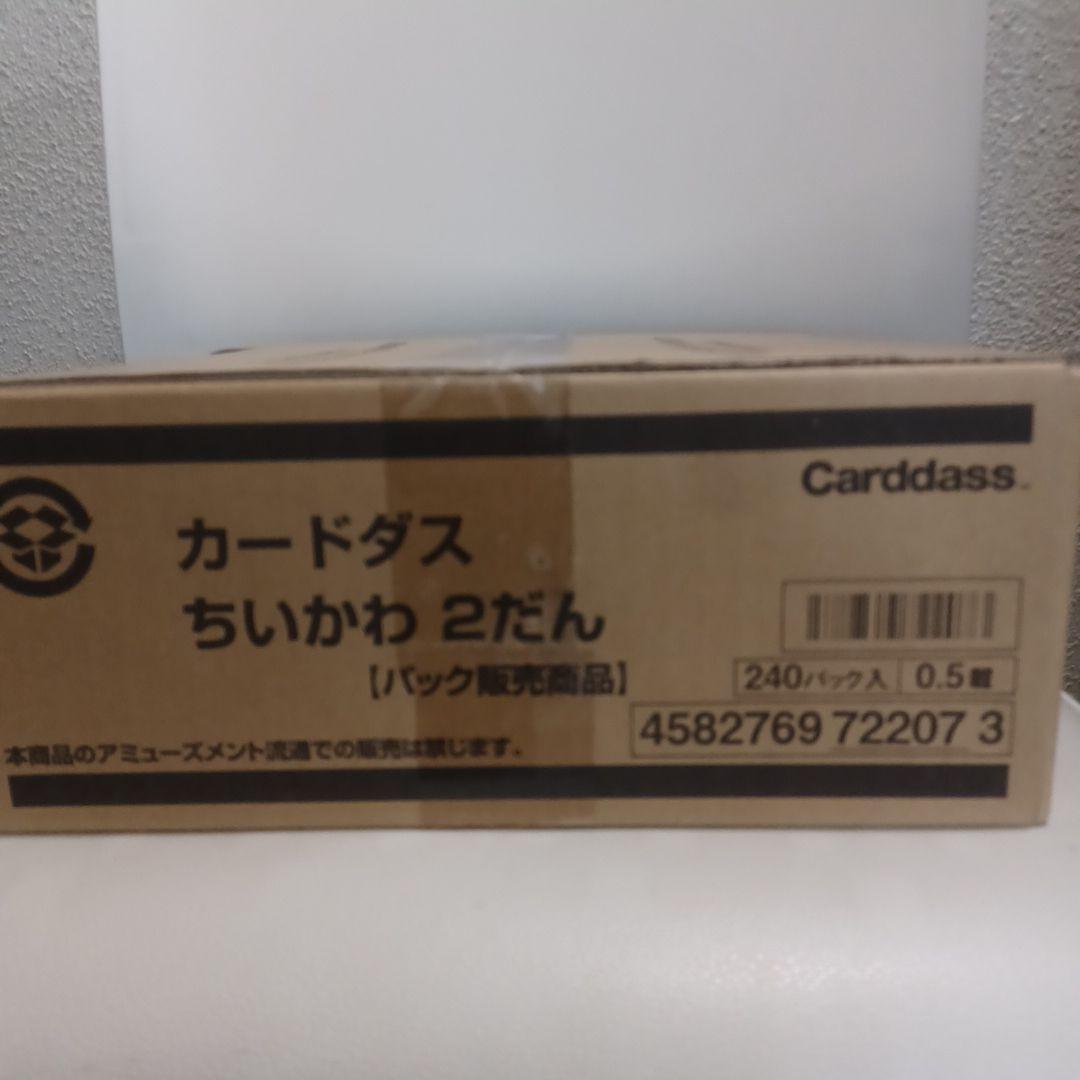 Carddass™
カードダス
ちいかわ 2だん
【パック販売商品】
240パック入 0.5
4582769 72207 3
本商品のアミューズメント流通での販売は禁じます。